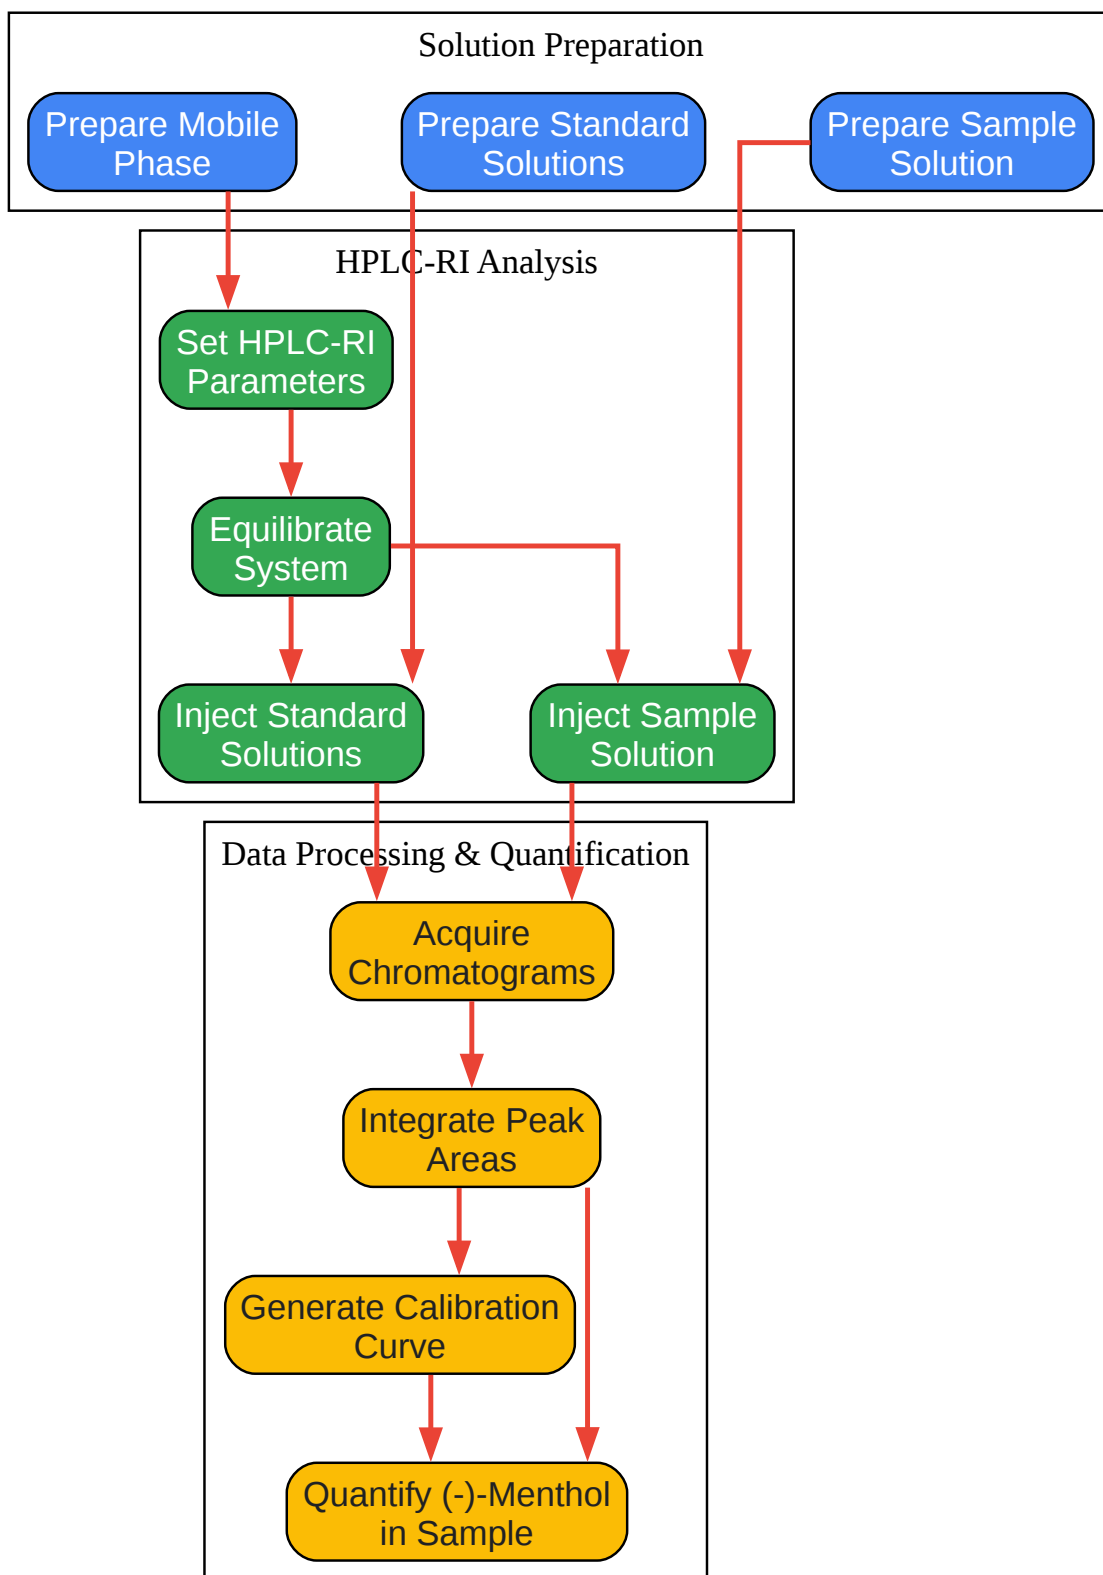 Solution Preparation
Prepare Mobile
Phase
Prepare Standard
Solutions
Prepare Sample
Solution
HPLC-RI Analysis
Set HPLC-RI
Parameters
Equilibrate
System
Inject Standard
Solutions
Inject Sample
Solution
Data Processing & Quantification
Acquire
Chromatograms
Integrate Peak
Areas
Generate Calibration
Curve
Quantify (-)-Menthol
in Sample